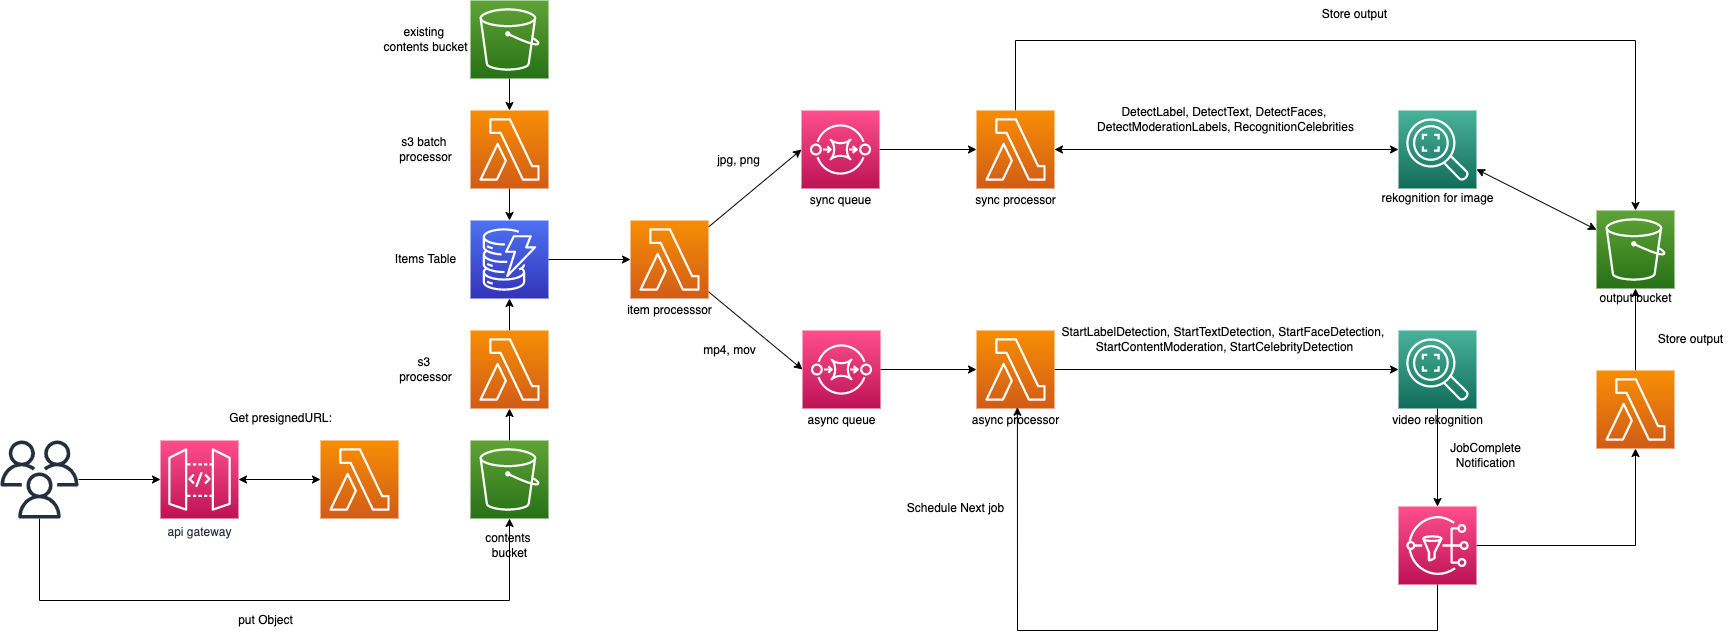 existing
contents bucket
s3 batch
processor
Items Table
s3
processor
Get presignedURL:
</>
api gateway
contents
bucket
put Object
item processsor
jpg, png
mp4, mov
sync queue
sync processor
DetectLabel, DetectText, DetectFaces,
DetectModerationLabels, RecognitionCelebrities
rekognition for image
Store output
output bucket
async queue
async processor
StartLabelDetection, StartTextDetection, StartFaceDetection,
StartContentModeration, StartCelebrityDetection
video rekognition
JobComplete
Notification
Schedule Next job
Store output